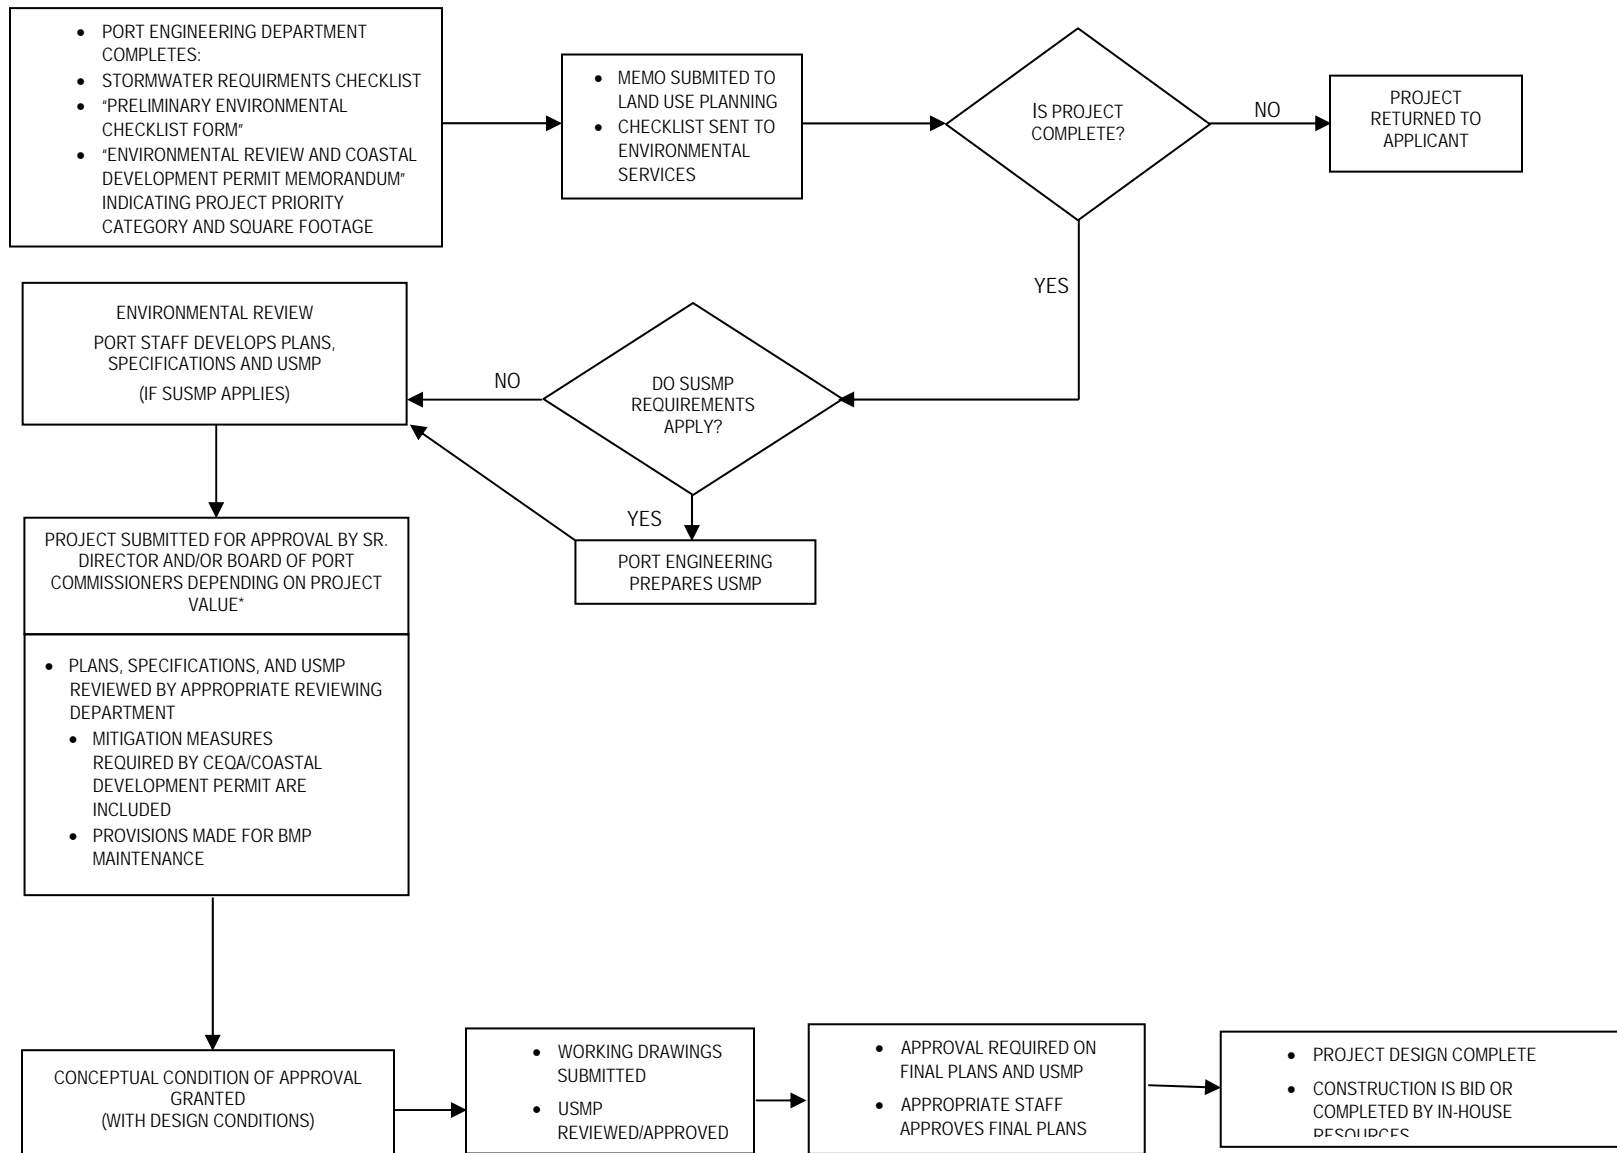 • PORT ENGINEERING DEPARTMENT
COMPLETES:
• STORMWATER REQUIRMENTS CHECKLIST
• “PRELIMINARY ENVIRONMENTAL
CHECKLIST FORM”
• “ENVIRONMENTAL REVIEW AND COASTAL
DEVELOPMENT PERMIT MEMORANDUM”
INDICATING PROJECT PRIORITY
CATEGORY AND SQUARE FOOTAGE
• MEMO SUBMITED TO
LAND USE PLANNING
• CHECKLIST SENT TO
ENVIRONMENTAL
SERVICES
IS PROJECT
COMPLETE?
NO
PROJECT
RETURNED TO
APPLICANT
YES
DO SUSMP
REQUIREMENTS
APPLY?
NO
YES
PORT ENGINEERING
PREPARES USMP
ENVIRONMENTAL REVIEW
PORT STAFF DEVELOPS PLANS,
SPECIFICATIONS AND USMP
(IF SUSMP APPLIES)
PROJECT SUBMITTED FOR APPROVAL BY SR.
DIRECTOR AND/OR BOARD OF PORT
COMMISSIONERS DEPENDING ON PROJECT
VALUE*
• PLANS, SPECIFICATIONS, AND USMP
REVIEWED BY APPROPRIATE REVIEWING
DEPARTMENT
• MITIGATION MEASURES
REQUIRED BY CEQA/COASTAL
DEVELOPMENT PERMIT ARE
INCLUDED
• PROVISIONS MADE FOR BMP
MAINTENANCE
CONCEPTUAL CONDITION OF APPROVAL
GRANTED
(WITH DESIGN CONDITIONS)
• WORKING DRAWINGS
SUBMITTED
• USMP
REVIEWED/APPROVED
• APPROVAL REQUIRED ON
FINAL PLANS AND USMP
• APPROPRIATE STAFF
APPROVES FINAL PLANS
• PROJECT DESIGN COMPLETE
• CONSTRUCTION IS BID OR
COMPLETED BY IN-HOUSE
RESOURCES